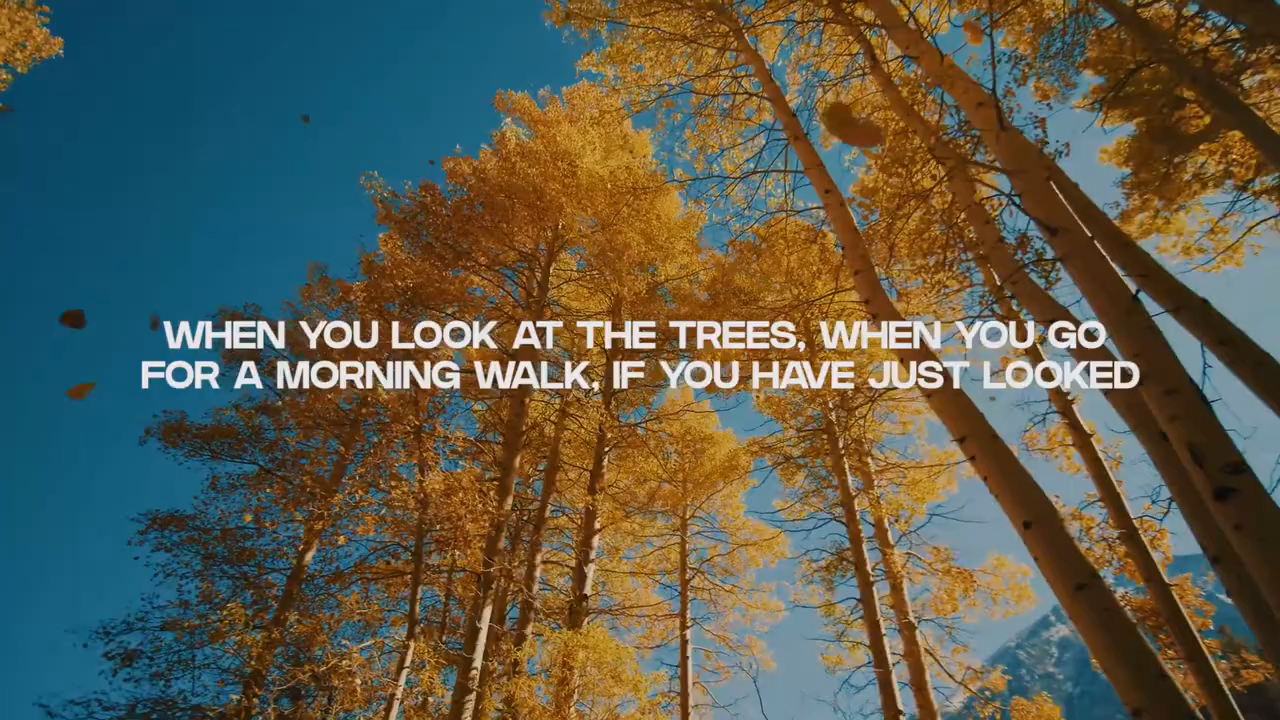 WHEN YOU LOOK AT THE TREES, WHEN YOU GO
FOR A MORNING WALK, IF YOU HAVE JUST LOOKED